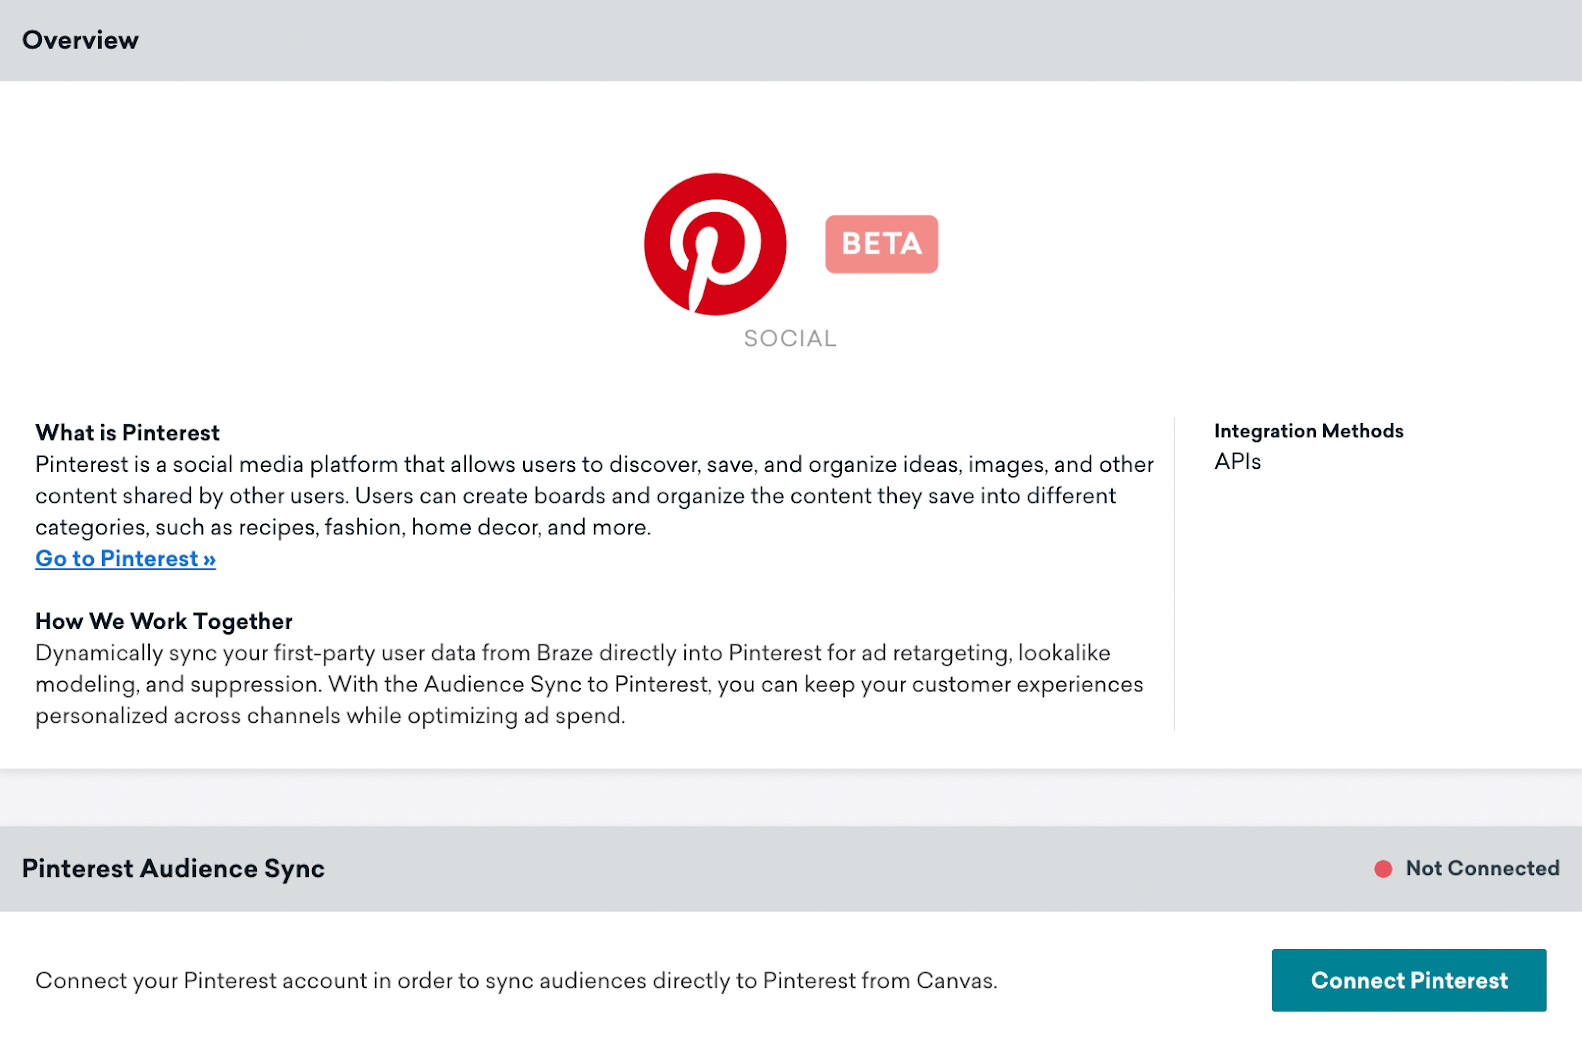 Overview
BETA
SOCIAL
What is Pinterest
Pinterest is a social media platform that allows users to discover, save, and organize ideas, images, and other
content shared by other users. Users can create boards and organize the content they save into different
categories, such as recipes, fashion, home decor, and more.
Go to Pinterest »
How We Work Together
Dynamically sync your first-party user data from Braze directly into Pinterest for ad retargeting, lookalike
modeling, and suppression. With the Audience Sync to Pinterest, you can keep your customer experiences
personalized across channels while optimizing ad spend.
Integration Methods
APIs
Pinterest Audience Sync
Not Connected
Connect your Pinterest account in order to sync audiences directly to Pinterest from Canvas.
Connect Pinterest